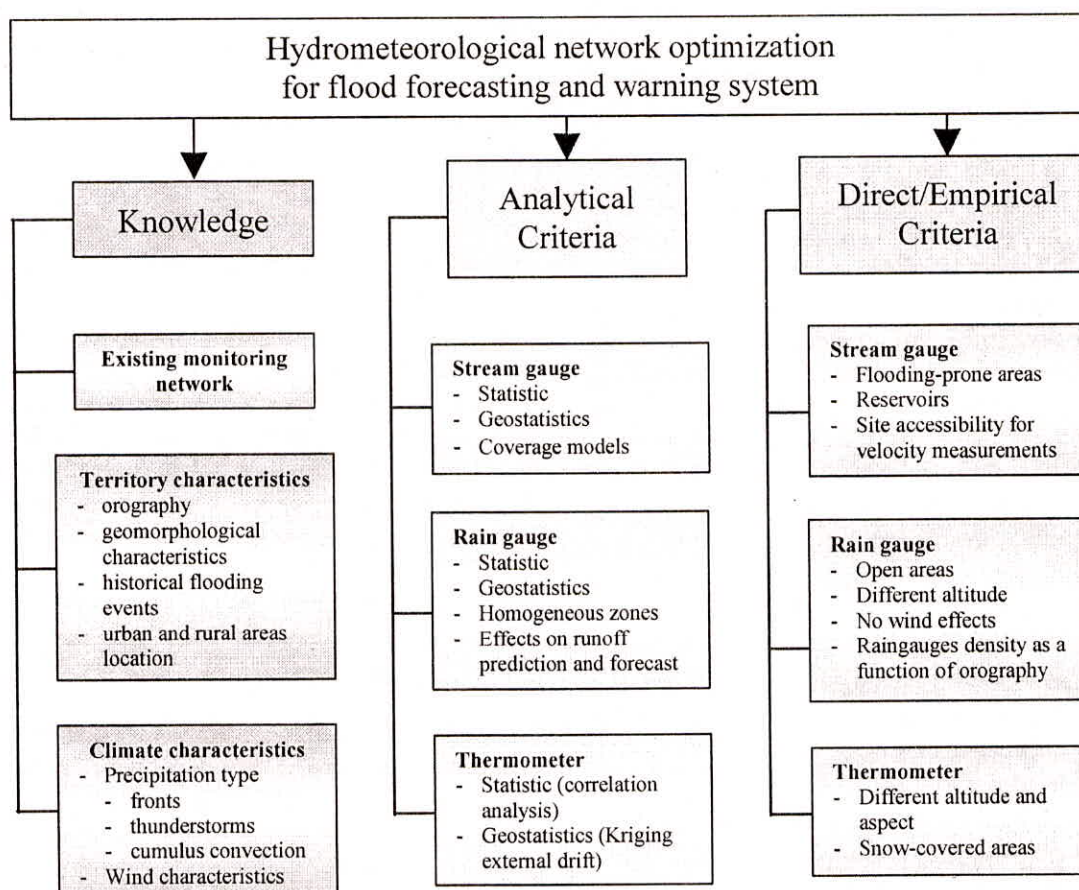 Hydrometeorological network optimization
for flood forecasting and warning system
Knowledge
Existing monitoring
network
Territory characteristics
- orography
- geomorphological
characteristics
- historical flooding
events
- urban and rural areas
location
Climate characteristics
- Precipitation type
- fronts
- thunderstorms
- cumulus convection
- Wind characteristics
Analytical
Criteria
Stream gauge
- Statistic
- Geostatistics
- Coverage models
Rain gauge
- Statistic
- Geostatistics
- Homogeneous zones
- Effects on runoff
prediction and forecast
Thermometer
- Statistic (correlation
analysis)
- Geostatistics (Kriging
external drift)
Direct/Empirical
Criteria
Stream gauge
- Flooding-prone areas
- Reservoirs
- Site accessibility for
velocity measurements
Rain gauge
- Open areas
- Different altitude
- No wind effects
- Raingauges density as a
function of orography
Thermometer
- Different altitude and
aspect
- Snow-covered areas